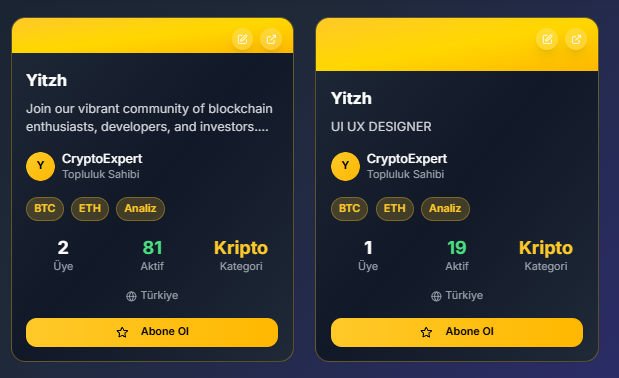 Yitzh
Join our vibrant community of blockchain
enthusiasts, developers, and investors....
Y
CryptoExpert
Topluluk Sahibi
BTC ETH Analiz
2 81 Kripto
Üye Aktif Kategori
Türkiye
Abone Ol
Yitzh
UI UX DESIGNER
Y
CryptoExpert
Topluluk Sahibi
BTC ETH Analiz
1 19 Kripto
Üye Aktif Kategori
Türkiye
Abone Ol